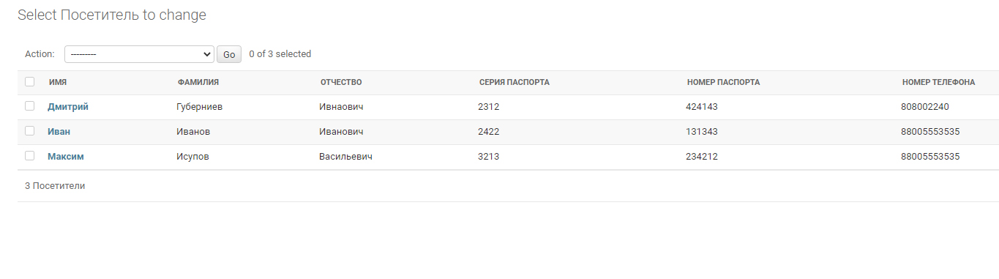 Select Посетитель to change
Action: --------- Go 0 of 3 selected
ИМЯ ФАМИЛИЯ ОТЧЕСТВО СЕРИЯ ПАСПОРТА НОМЕР ПАСПОРТА НОМЕР ТЕЛЕФОНА
Дмитрий Губерниев Ивнаович 2312 424143 808002240
Иван Иванов Иванович 2422 131343 88005553535
Максим Исупов Васильевич 3213 234212 88005553535
3 Посетители